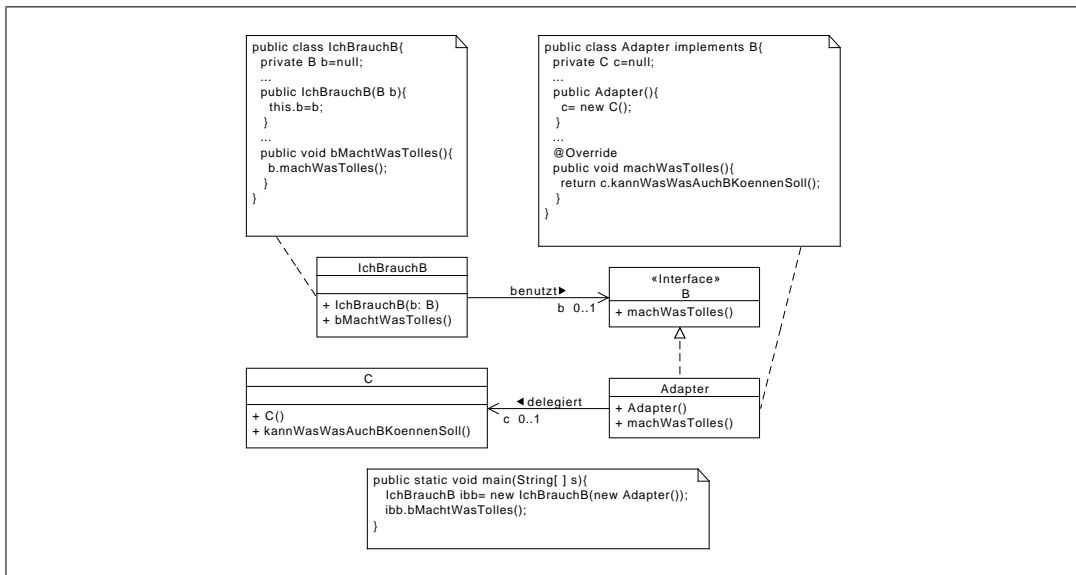 public class IchBrauchB{
private B b=null;
...
public IchBrauchB(B b){
this.b=b;
}
...
public void bMachtWasTolles(){
b.machWasTolles();
}
}
public class Adapter implements B{
private C c=null;
...
public Adapter(){
c= new C();
}
...
@Override
public void machWasTolles(){
return c.kannWasWasAuchBKoennenSoll();
}
}
IchBrauchB
+ IchBrauchB(b: B)
+ bMachtWasTolles()
benutzt▶
b 0..1
«Interface»
B
+ machWasTolles()
C
+ C()
+ kannWasWasAuchBKoennenSoll()
◀delegiert
c 0..1
Adapter
+ Adapter()
+ machWasTolles()
public static void main(String[ ] s){
IchBrauchB ibb= new IchBrauchB(new Adapter());
ibb.bMachtWasTolles();
}